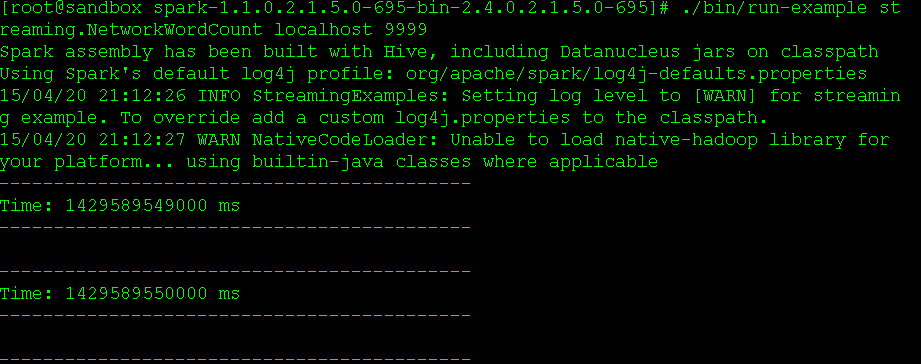 [root@sandbox spark-1.1.0.2.1.5.0-695-bin-2.4.0.2.1.5.0-695]# ./bin/run-example st
reaming.NetworkWordCount localhost 9999
Spark assembly has been built with Hive, including Datanucleus jars on classpath
Using Spark's default log4j profile: org/apache/spark/log4j-defaults.properties
15/04/20 21:12:26 INFO StreamingExamples: Setting log level to [WARN] for streamin
g example. To override add a custom log4j.properties to the classpath.
15/04/20 21:12:27 WARN NativeCodeLoader: Unable to load native-hadoop library for
your platform... using builtin-java classes where applicable
-------------------------------------------
Time: 1429589549000 ms
-------------------------------------------
-------------------------------------------
Time: 1429589550000 ms
-------------------------------------------
-------------------------------------------